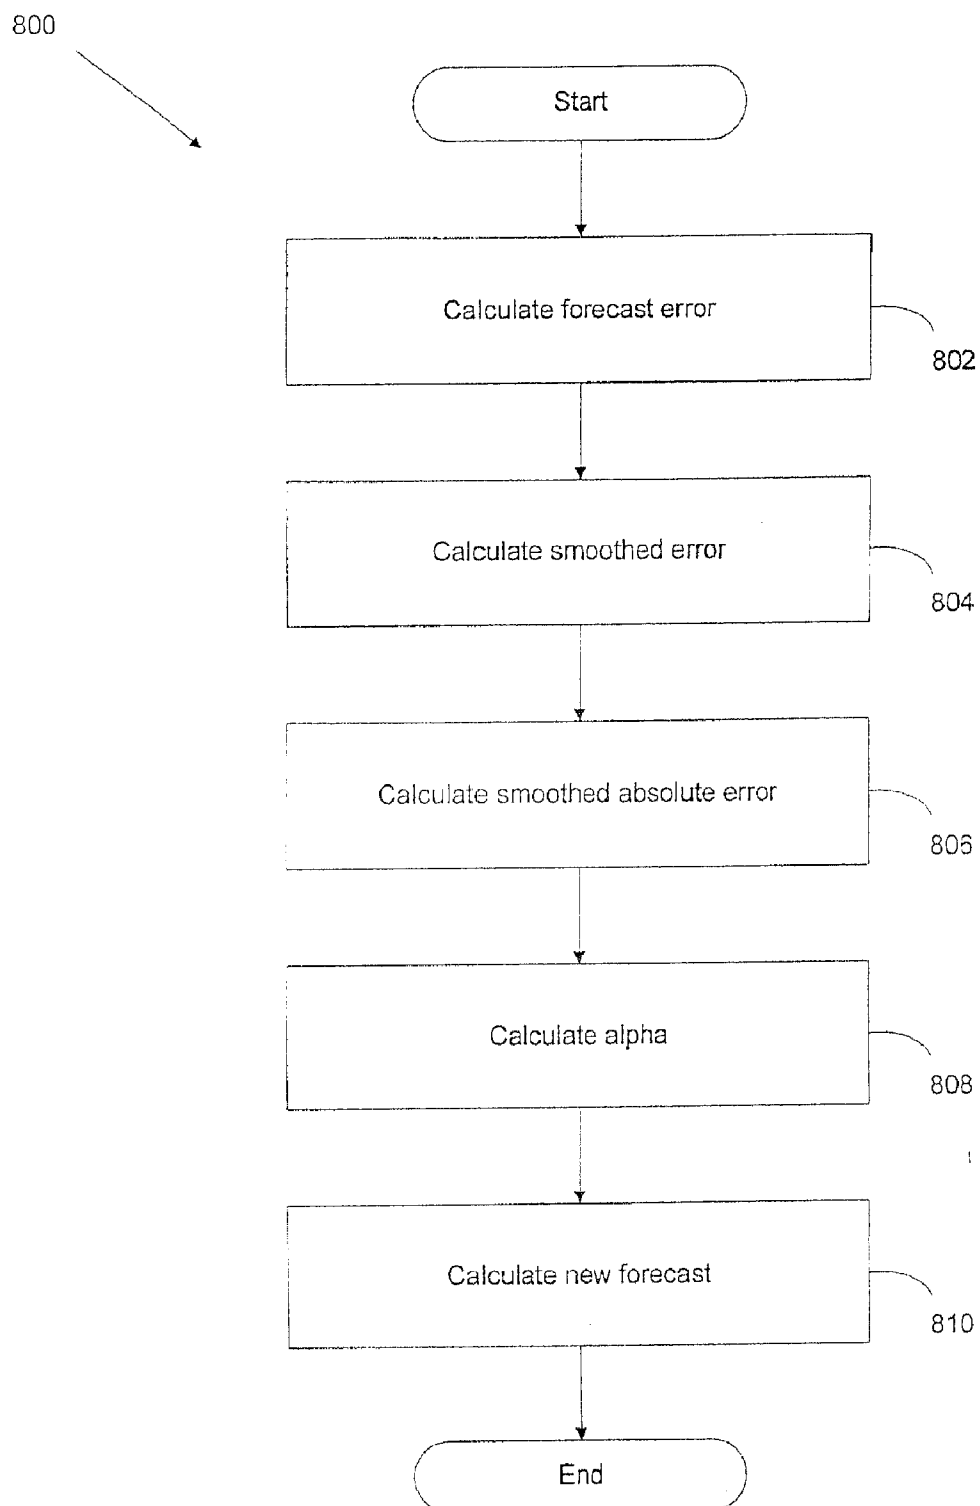 800
Start
Calculate forecast error
802
Calculate smoothed error
804
Calculate smoothed absolute error
806
Calculate alpha
808
Calculate new forecast
810
End